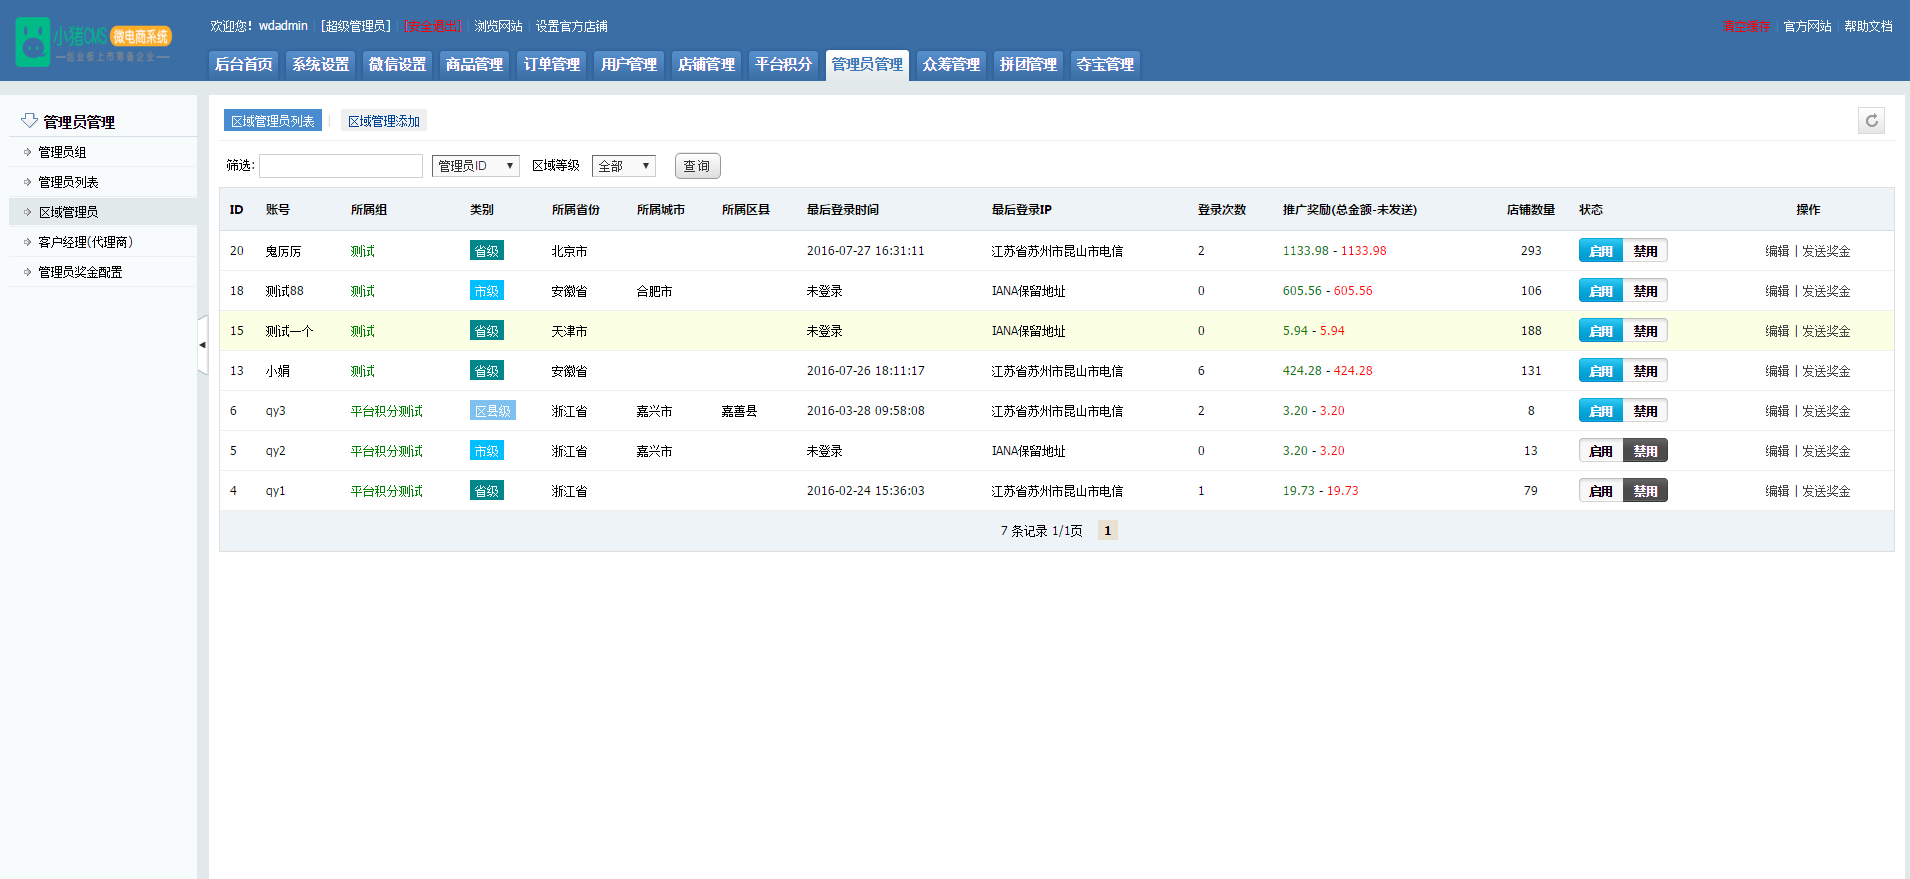 小猪CMS 微电商系统
创业板上市零售企业
欢迎您！wdadmin [超级管理员] [安全退出] 浏览网站 设置官方店铺
清空缓存 官方网站 帮助文档
后台首页 系统设置 微信设置 商品管理 订单管理 用户管理 店铺管理 平台积分 管理员管理 众筹管理 拼团管理 夺宝管理
管理员管理
管理员组
管理员列表
区域管理员
客户经理(代理商)
管理员奖金配置
区域管理员列表 | 区域管理添加
筛选: 管理员ID 区域等级 全部 查询
ID 账号 所属组 类别 所属省份 所属城市 所属区县 最后登录时间 最后登录IP 登录次数 推广奖励(总金额-未发送) 店铺数量 状态 操作
20 鬼厉厉 测试 省级 北京市 2016-07-27 16:31:11 江苏省苏州市昆山市电信 2 1133.98 - 1133.98 293 启用 禁用 编辑 | 发送奖金
18 测试88 测试 市级 安徽省 合肥市 未登录 IANA保留地址 0 605.56 - 605.56 106 启用 禁用 编辑 | 发送奖金
15 测试一个 测试 省级 天津市 未登录 IANA保留地址 0 5.94 - 5.94 188 启用 禁用 编辑 | 发送奖金
13 小娟 测试 省级 安徽省 2016-07-26 18:11:17 江苏省苏州市昆山市电信 6 424.28 - 424.28 131 启用 禁用 编辑 | 发送奖金
6 qy3 平台积分测试 区县级 浙江省 嘉兴市 嘉善县 2016-03-28 09:58:08 江苏省苏州市昆山市电信 2 3.20 - 3.20 8 启用 禁用 编辑 | 发送奖金
5 qy2 平台积分测试 市级 浙江省 嘉兴市 未登录 IANA保留地址 0 3.20 - 3.20 13 启用 禁用 编辑 | 发送奖金
4 qy1 平台积分测试 省级 浙江省 2016-02-24 15:36:03 江苏省苏州市昆山市电信 1 19.73 - 19.73 79 启用 禁用 编辑 | 发送奖金
7 条记录 1/1页 1